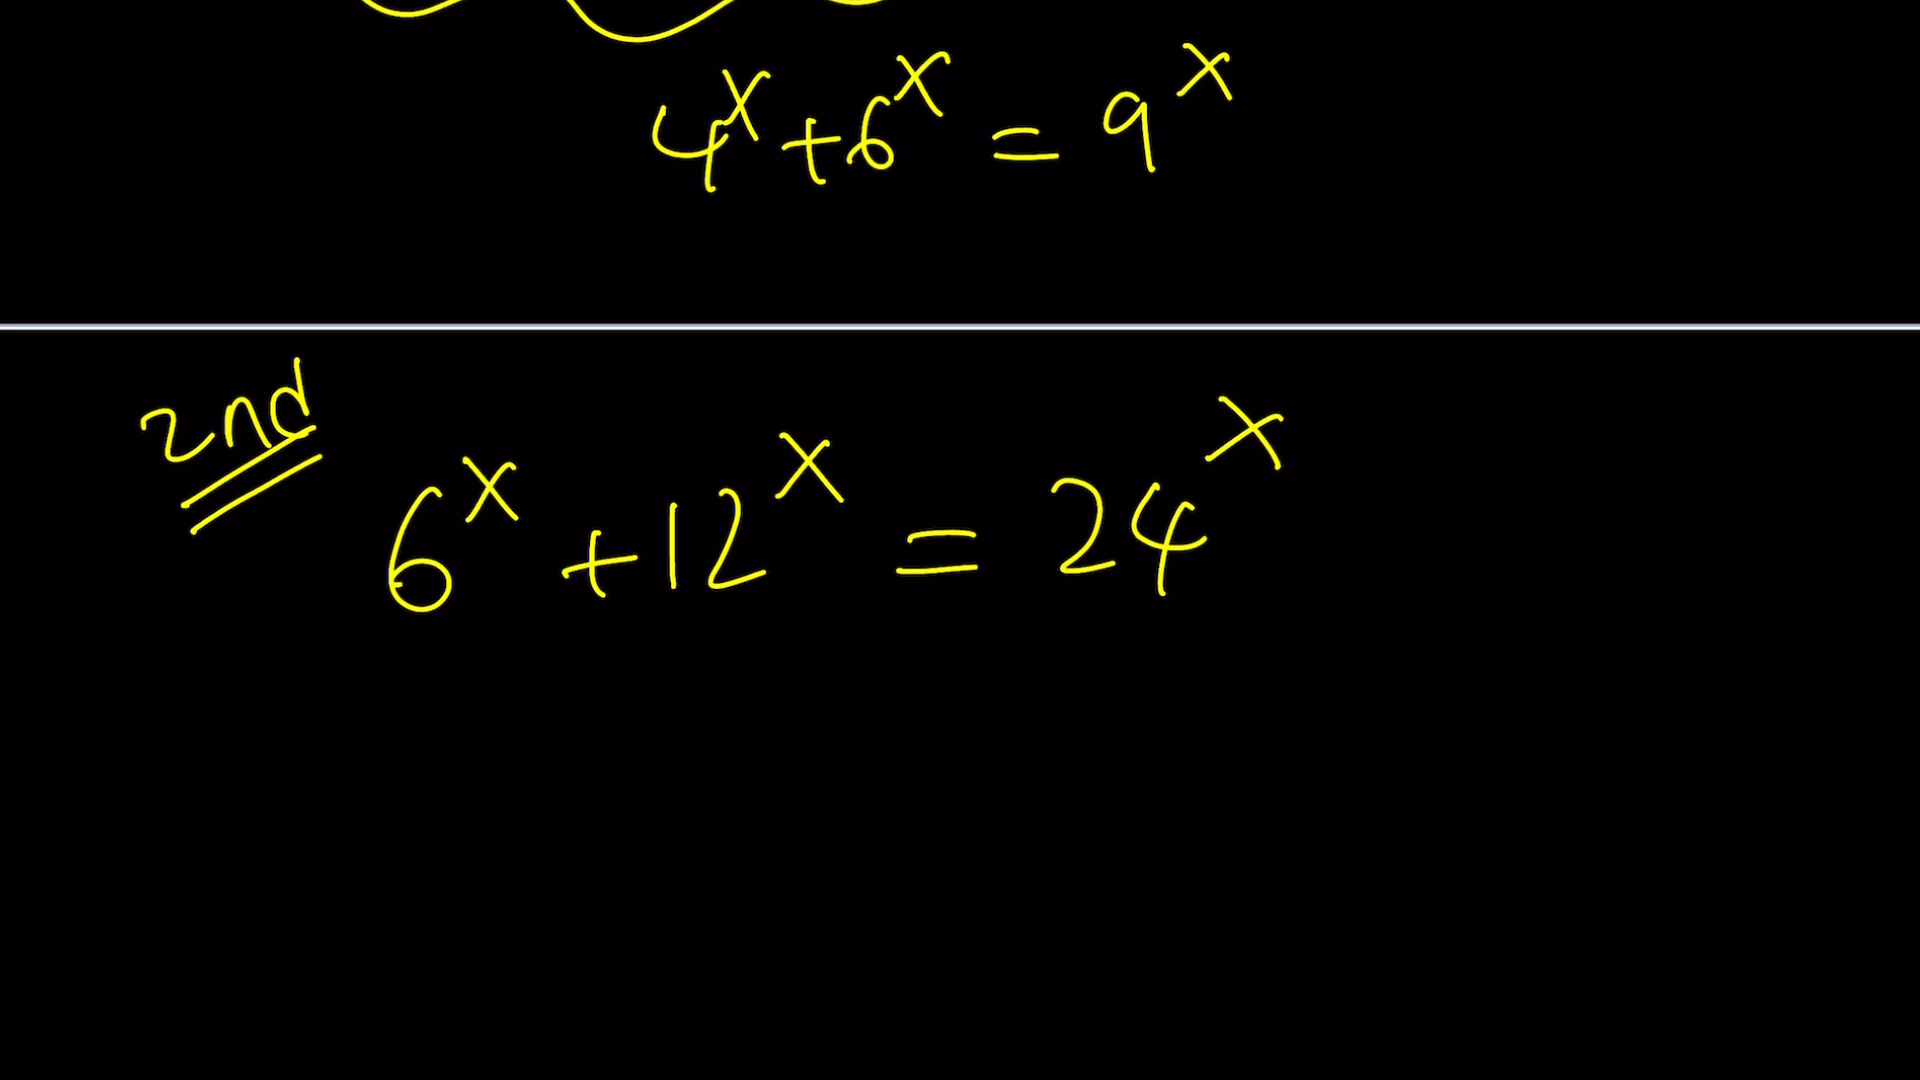 4^x + 6^x = 9^x
2nd
6^x + 12^x = 24^x